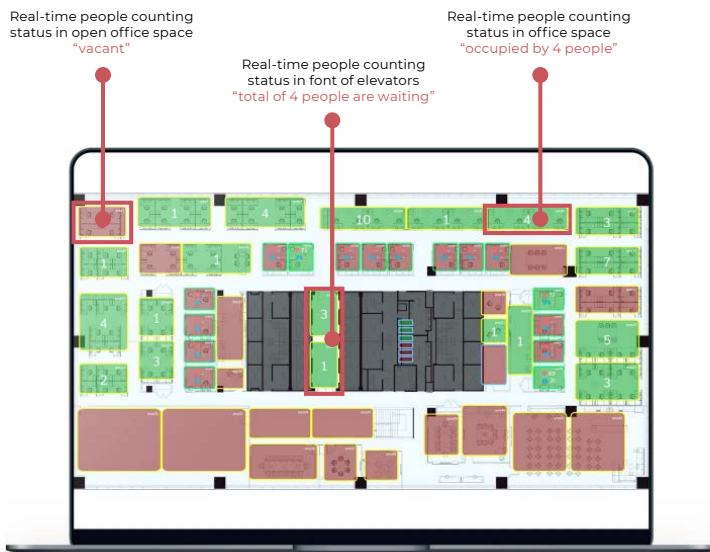 Real-time people counting
status in open office space
“vacant”
Real-time people counting
status in font of elevators
“total of 4 people are waiting”
Real-time people counting
status in office space
“occupied by 4 people”
1
4
10
1
4
3
1
1
7
4
1
3
1
1
5
3
1
3
2